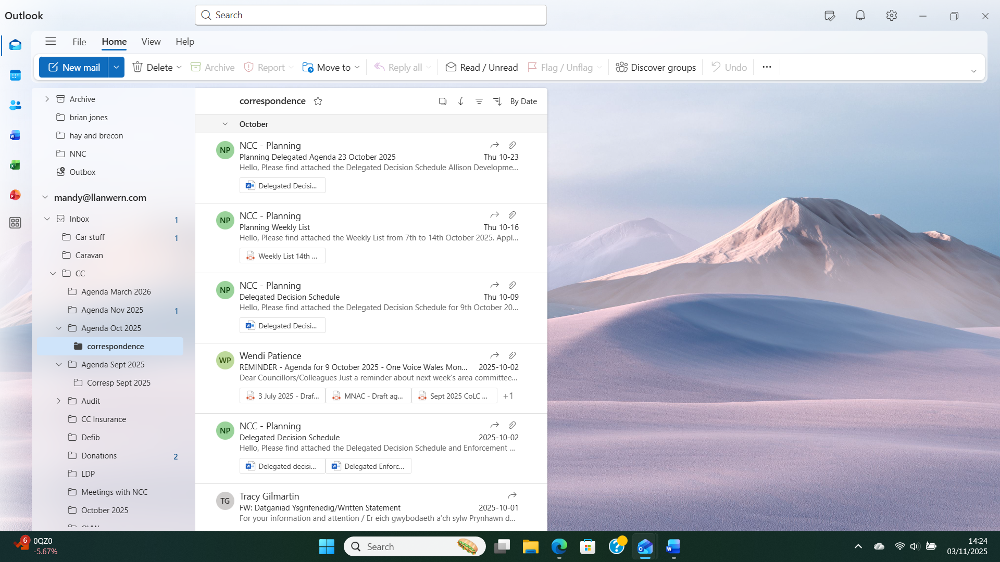 Outlook
Search
File
Home
View
Help
New mail
Delete
Archive
Report
Move to
Reply all
Read / Unread
Flag / Unflag
Discover groups
Undo
Archive
brian jones
hay and brecon
NNC
Outbox
mandy@llanwern.com
Inbox 1
Car stuff 1
Caravan
CC
Agenda March 2026
Agenda Nov 2025 1
Agenda Oct 2025
correspondence
Agenda Sept 2025
Corresp Sept 2025
Audit
CC Insurance
Defib
Donations 2
LDP
Meetings with NCC
October 2025
correspondence
By Date
October
NP
NCC - Planning
Planning Delegated Agenda 23 October 2025 Thu 10-23
Hello, Please find attached the Delegated Decision Schedule Allison Developme...
Delegated Decisi...
NP
NCC - Planning
Planning Weekly List Thu 10-16
Hello, Please find attached the Weekly List from 7th to 14th October 2025. Appl...
Weekly List 14th ...
NP
NCC - Planning
Delegated Decision Schedule Thu 10-09
Hello, Please find attached the Delegated Decision Schedule for 9th October 20...
Delegated Decisi...
WP
Wendi Patience
REMINDER - Agenda for 9 October 2025 - One Voice Wales Mon... 2025-10-02
Dear Councillors/Colleagues Just a reminder about next week's area committee...
3 July 2025 - Draf... MNAC - Draft ag... Sept 2025 CoLC ... +1
NP
NCC - Planning
Delegated Decision Schedule 2025-10-02
Hello, Please find attached the Delegated Decision Schedule and Enforcement ...
Delegated decisi... Delegated Enforc...
TG
Tracy Gilmartin
FW: Datganiad Ysgrifenedig/Written Statement 2025-10-01
For your information and attention / Er eich gwybodaeth a'ch sylw Prynhawn d...
6
0QZ0
-5.67%
Search
14:24
03/11/2025